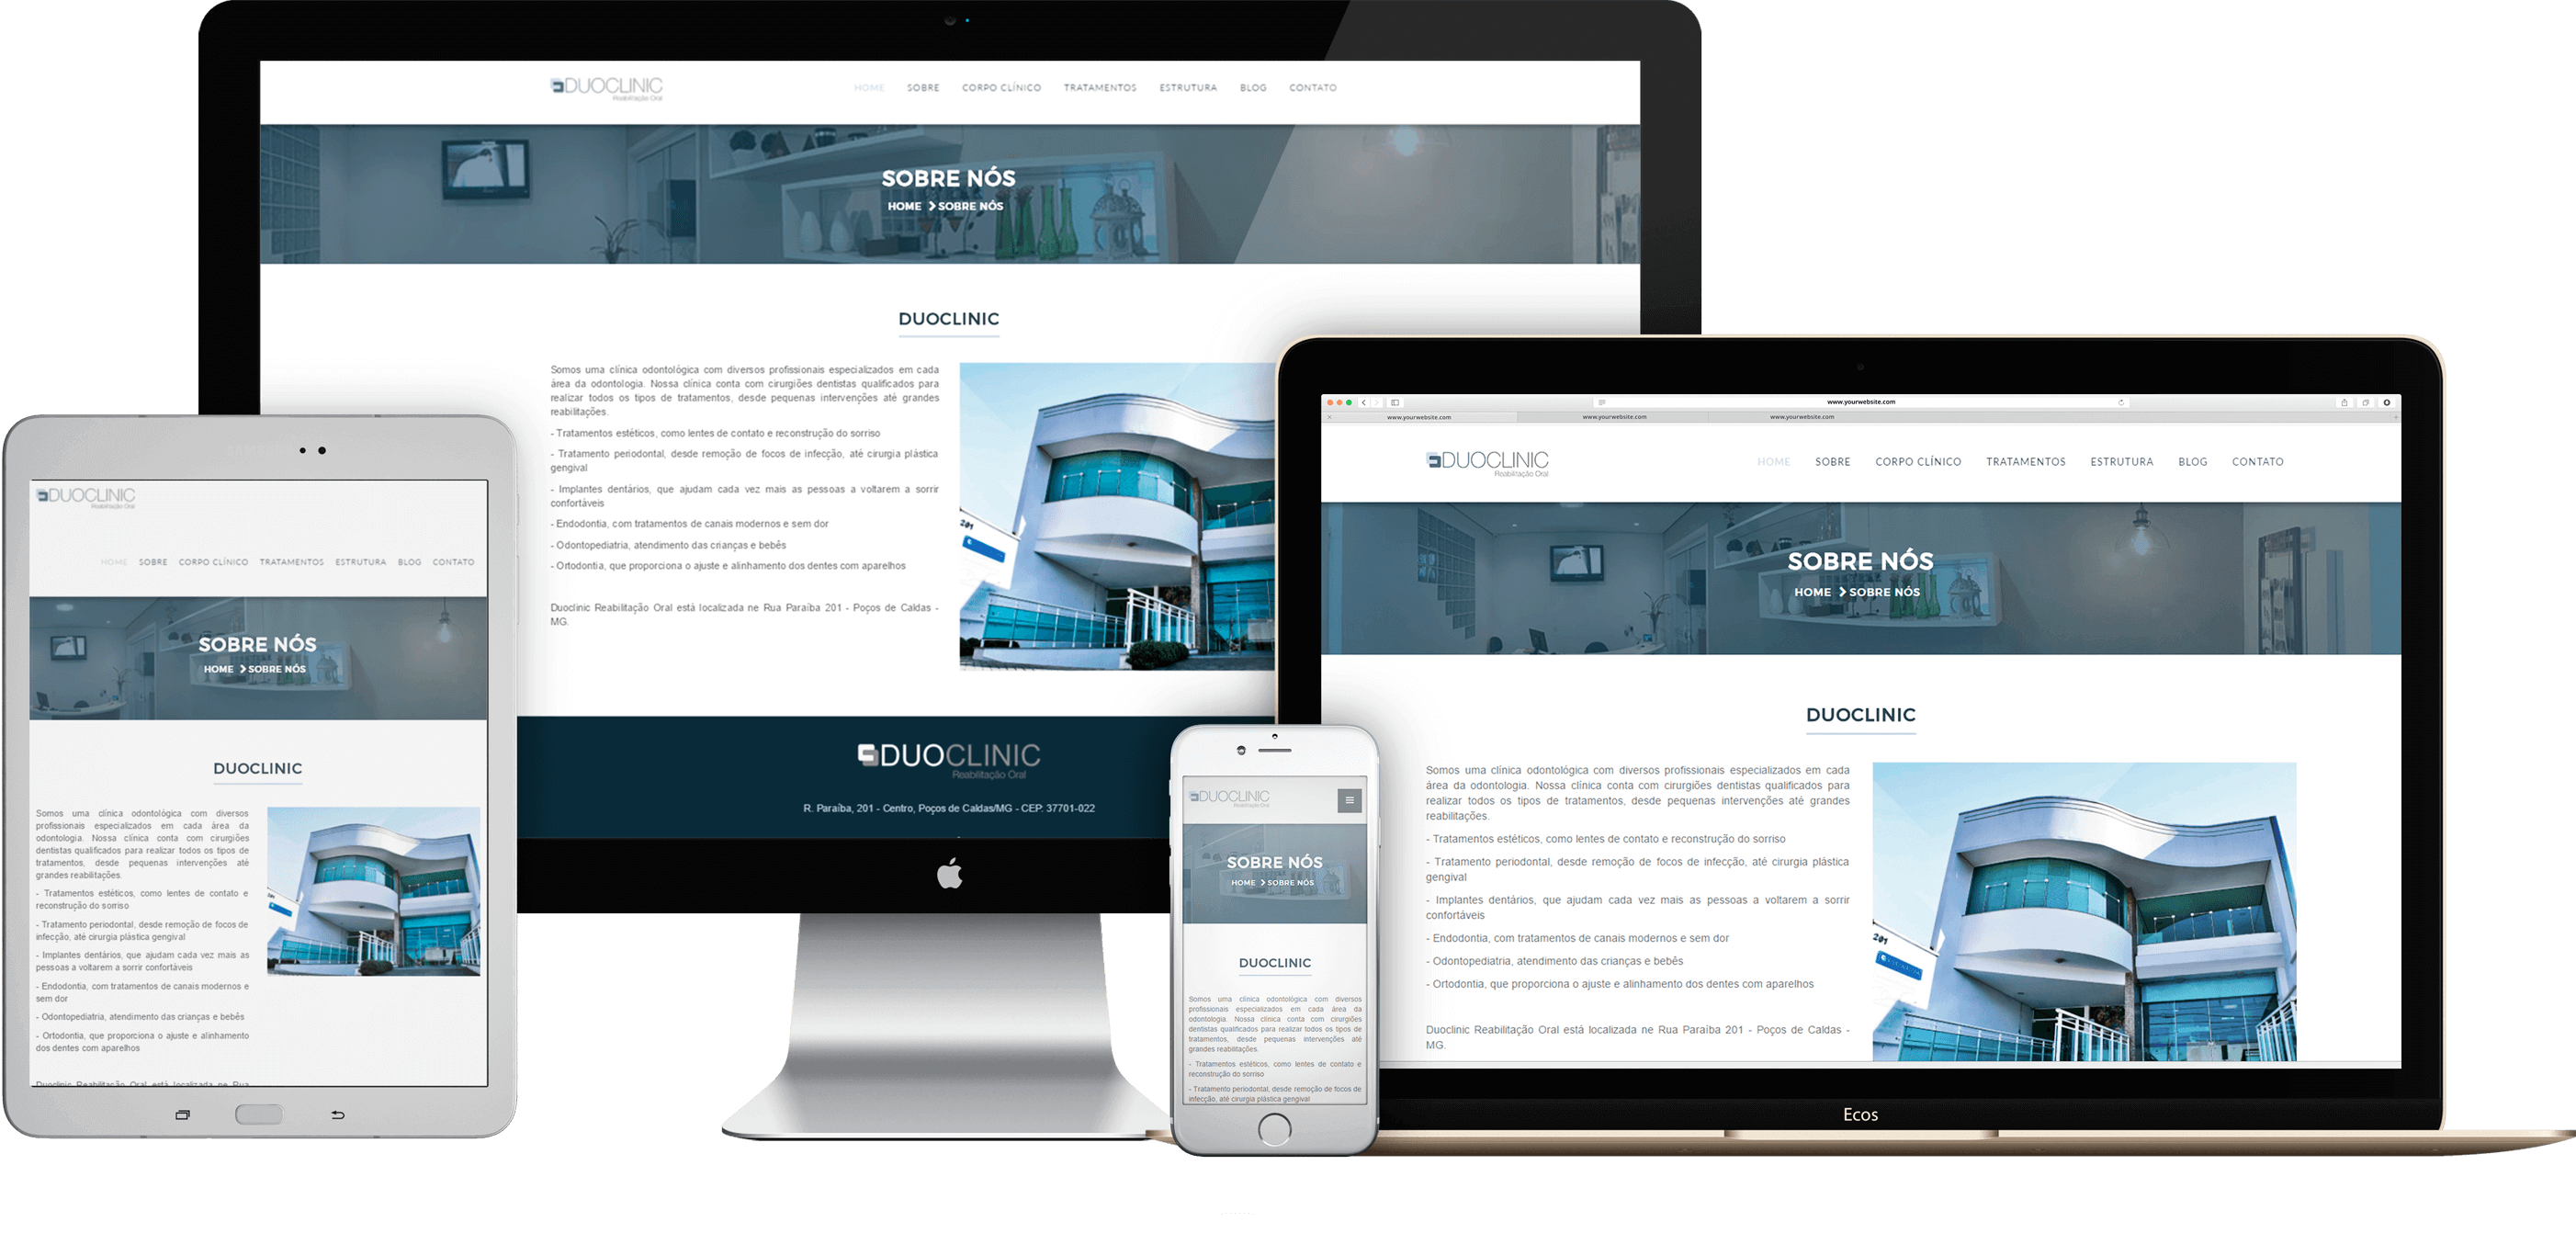 DUOCLINIC
Reabilitação Oral
HOME SOBRE CORPO CLÍNICO TRATAMENTOS ESTRUTURA BLOG CONTATO
SOBRE NÓS
HOME SOBRE NÓS
DUOCLINIC
Somos uma clínica odontológica com diversos profissionais especializados em cada
área da odontologia. Nossa clínica conta com cirurgiões dentistas qualificados para
realizar todos os tipos de tratamentos, desde pequenas intervenções até grandes
reabilitações.
- Tratamentos estéticos, como lentes de contato e reconstrução do sorriso
- Tratamento periodontal, desde remoção de focos de infecção, até cirurgia plástica
gengival
- Implantes dentários, que ajudam cada vez mais as pessoas a voltarem a sorrir
confortáveis
- Endodontia, com tratamentos de canais modernos e sem dor
- Odontopediatria, atendimento das crianças e bebês
- Ortodontia, que proporciona o ajuste e alinhamento dos dentes com aparelhos
Duoclinic Reabilitação Oral está localizada ne Rua Paraíba 201 - Poços de Caldas -
MG.
201
DUOCLINIC
Reabilitação Oral
R. Paraíba, 201 - Centro, Poços de Caldas/MG - CEP: 37701-022
DUOCLINIC
Reabilitação Oral
HOME SOBRE CORPO CLÍNICO TRATAMENTOS ESTRUTURA BLOG CONTATO
SOBRE NÓS
HOME SOBRE NÓS
DUOCLINIC
Somos uma clínica odontológica com diversos
profissionais especializados em cada área da
odontologia. Nossa clínica conta com cirurgiões
dentistas qualificados para realizar todos os tipos de
tratamentos, desde pequenas intervenções até
grandes reabilitações.
- Tratamentos estéticos, como lentes de contato e
reconstrução do sorriso
- Tratamento periodontal, desde remoção de focos de
infecção, até cirurgia plástica gengival
- Implantes dentários, que ajudam cada vez mais as
pessoas a voltarem a sorrir confortáveis
- Endodontia, com tratamentos de canais modernos e
sem dor
- Odontopediatria, atendimento das crianças e bebês
- Ortodontia, que proporciona o ajuste e alinhamento
dos dentes com aparelhos
Duoclinic Reabilitação Oral está localizada ne Rua
DUOCLINIC
Reabilitação Oral
SOBRE NÓS
HOME SOBRE NÓS
DUOCLINIC
Somos uma clínica odontológica com diversos
profissionais especializados em cada área da
odontologia. Nossa clínica conta com cirurgiões
dentistas qualificados para realizar todos os tipos de
tratamentos, desde pequenas intervenções até
grandes reabilitações.
- Tratamentos estéticos, como lentes de contato e
reconstrução do sorriso
- Tratamento periodontal, desde remoção de focos de
infecção, até cirurgia plástica gengival
www.yourwebsite.com
www.yourwebsite.com www.yourwebsite.com www.yourwebsite.com
DUOCLINIC
Reabilitação Oral
HOME SOBRE CORPO CLÍNICO TRATAMENTOS ESTRUTURA BLOG CONTATO
SOBRE NÓS
HOME SOBRE NÓS
DUOCLINIC
Somos uma clínica odontológica com diversos profissionais especializados em cada
área da odontologia. Nossa clínica conta com cirurgiões dentistas qualificados para
realizar todos os tipos de tratamentos, desde pequenas intervenções até grandes
reabilitações.
- Tratamentos estéticos, como lentes de contato e reconstrução do sorriso
- Tratamento periodontal, desde remoção de focos de infecção, até cirurgia plástica
gengival
- Implantes dentários, que ajudam cada vez mais as pessoas a voltarem a sorrir
confortáveis
- Endodontia, com tratamentos de canais modernos e sem dor
- Odontopediatria, atendimento das crianças e bebês
- Ortodontia, que proporciona o ajuste e alinhamento dos dentes com aparelhos
Duoclinic Reabilitação Oral está localizada ne Rua Paraíba 201 - Poços de Caldas -
MG.
201
Ecos